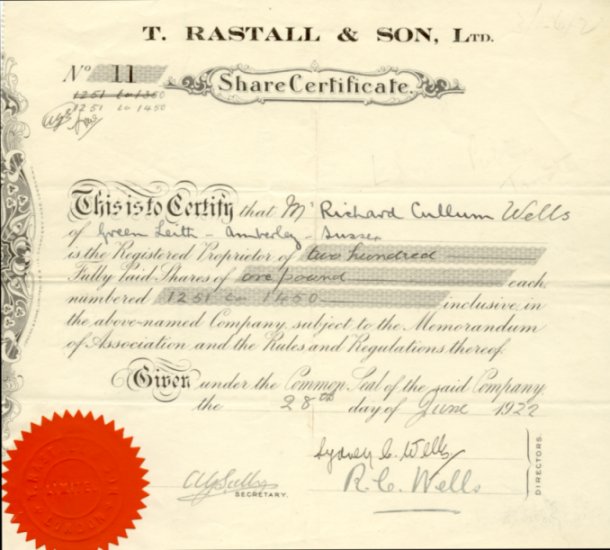 T. RASTALL & SON, LTD.
No 11
Share Certificate.
1251 to 1450
This is to Certify that Mr Richard Cullum Wells
of Green Leith - Amberley - Sussex
is the Registered Proprietor of two hundred
Fully Paid Shares of one pound each
numbered 1251 to 1450 inclusive in
the above-named Company, subject to the Memorandum
of Association and the Rules and Regulations thereof.
Given under the Common Seal of the said Company
the 28th day of June 1922
Sydney C. Wells
R. C. Wells
SECRETARY.
DIRECTORS.